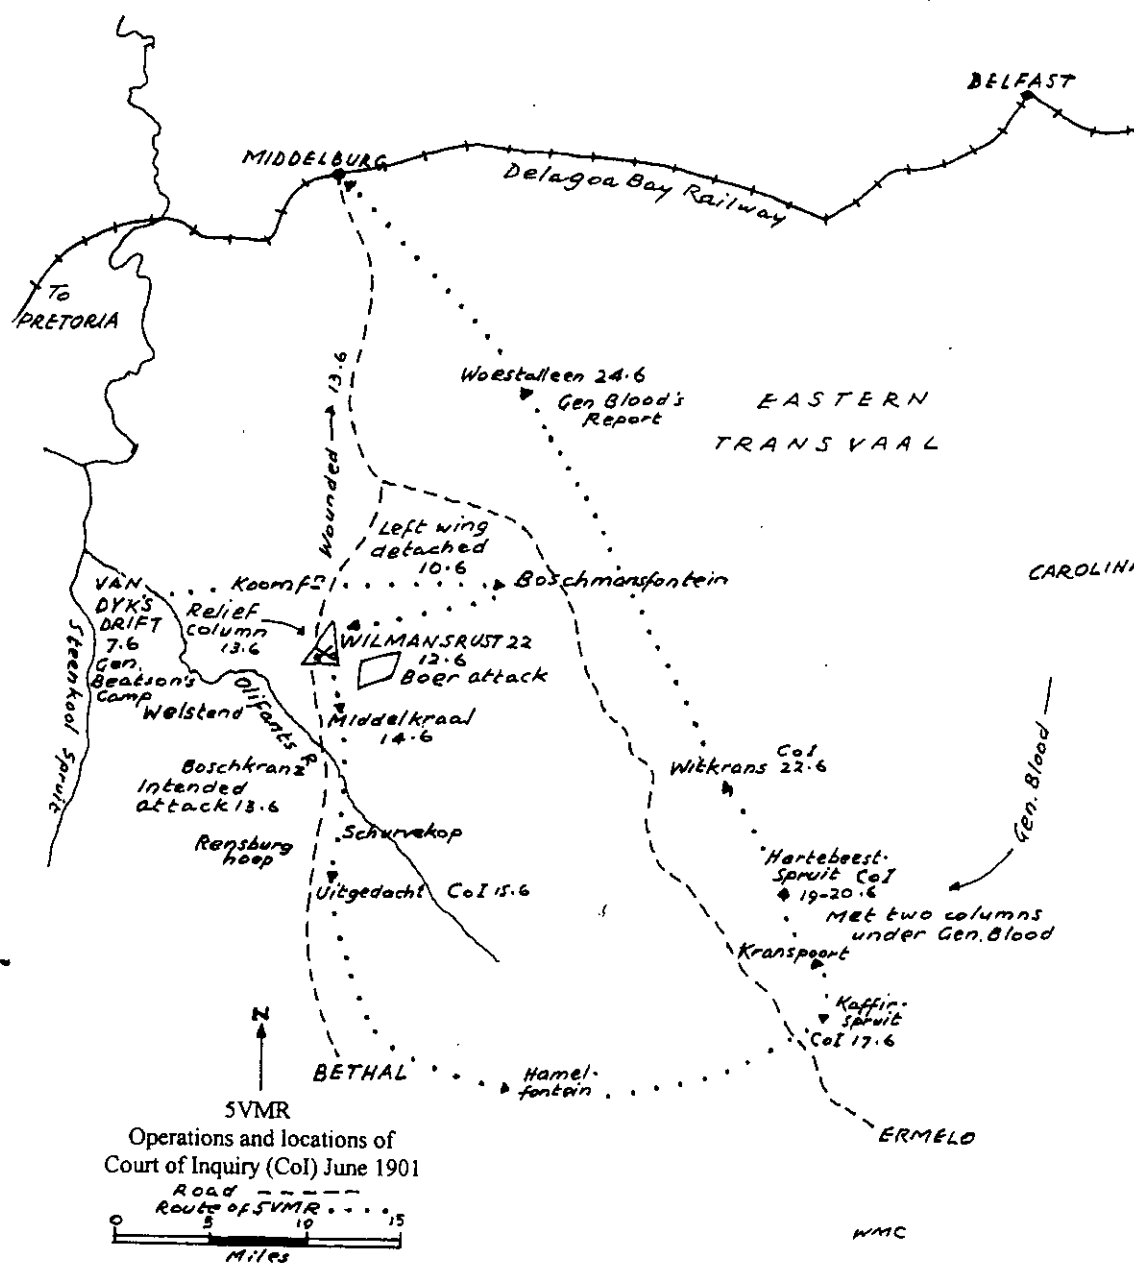 BELFAST
MIDDELBURG
Delagoa Bay Railway
To
PRETORIA
Wounded → 13.6
Woestalleen 24.6
Gen Blood's
Report
EASTERN
TRANSVAAL
Left wing
detached
10.6
Koornfn
Boschmansfontein
CAROLINA
VAN
DYK'S
DRIFT
7.6
Gen.
Beatson's
Camp
Relief
Column
13.6
WILMANSRUST 22
12.6
Boer attack
Steenkool Spruit
Welstend
Olifants R
Middelkraal
14.6
Boschkranz
Intended
attack 13.6
Rensburg
hoep
Schurvekop
Uitgedacht CoI 15.6
CoI
Witkrans 22.6
Gen. Blood
Hartebeest-
Spruit CoI
19-20.6
Met two columns
under Gen. Blood
Kranspoort
Kaffir-
spruit
CoI 17.6
N
BETHAL
Hamel-
fontein
ERMELO
5VMR
Operations and locations of
Court of Inquiry (CoI) June 1901
Road
Route of 5VMR
0 5 10 15
Miles
WMC